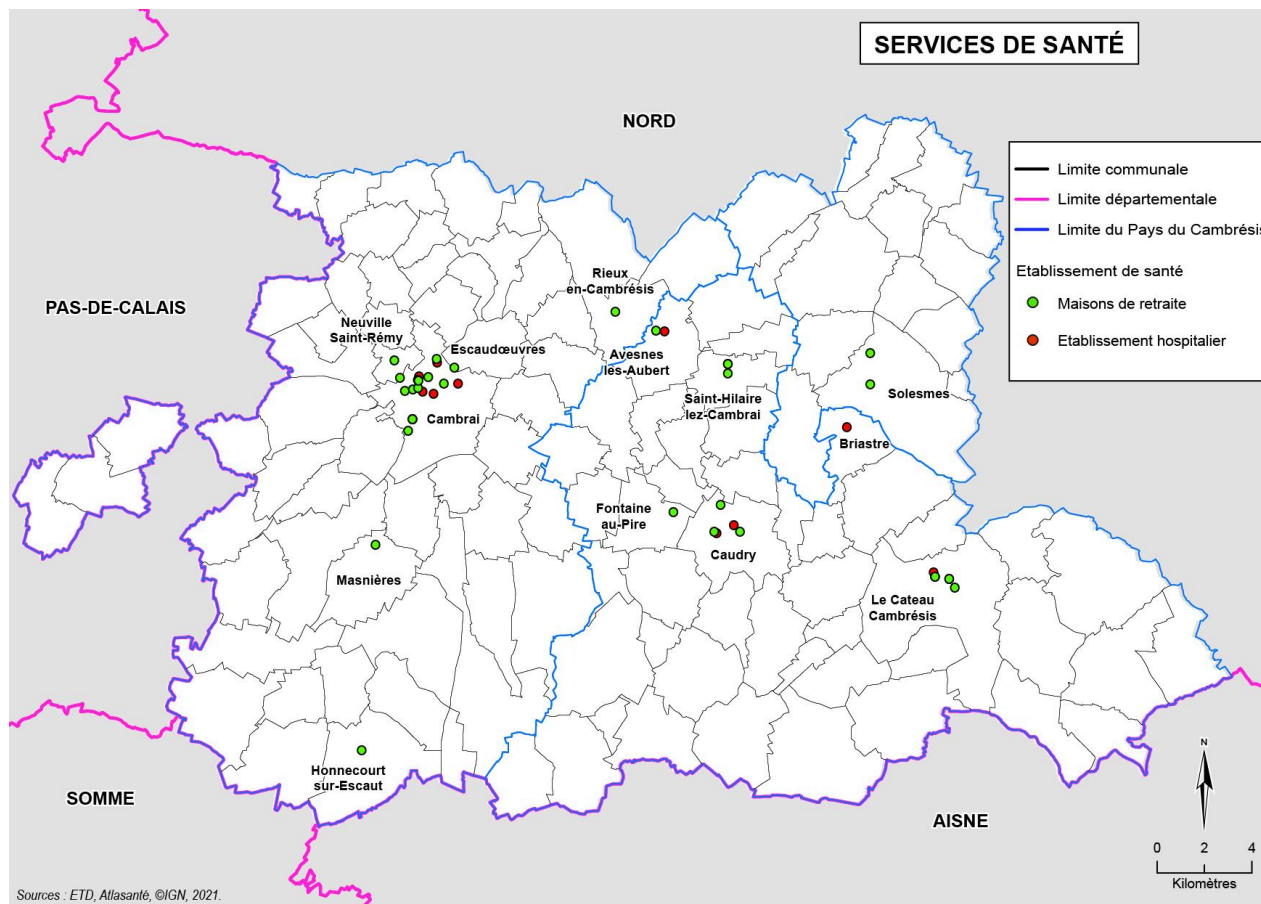 SERVICES DE SANTÉ
NORD
Limite communale
Limite départementale
Limite du Pays du Cambrésis
Etablissement de santé
Maisons de retraite
Etablissement hospitalier
PAS-DE-CALAIS
Rieux
en-Cambrésis
Neuville
Saint-Rémy
Escaudœuvres
Avesnes
les-Aubert
Saint-Hilaire
lez-Cambrai
Solesmes
Cambrai
Briastre
Fontaine
au-Pire
Caudry
Masnières
Le Cateau
Cambrésis
Honnecourt
sur-Escaut
SOMME
AISNE
N
0 2 4
Kilomètres
Sources : ETD, Atlasanté, ©IGN, 2021.